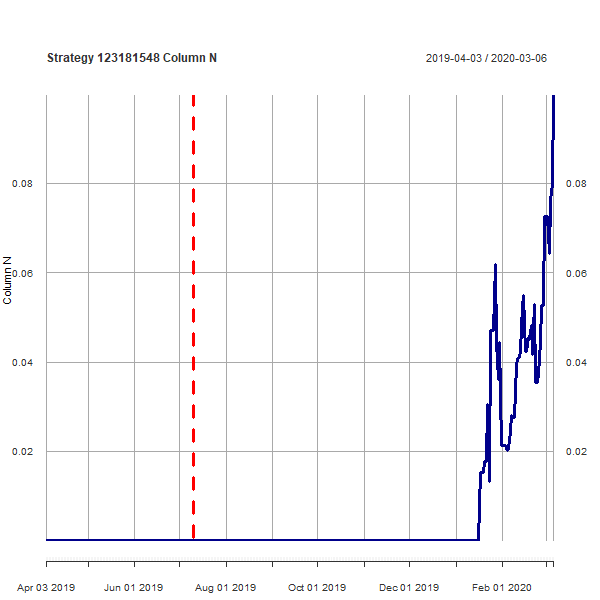 Strategy 123181548 Column N
2019-04-03 / 2020-03-06
0.08
0.08
0.06
0.06
Column N
0.04
0.04
0.02
0.02
Apr 03 2019
Jun 01 2019
Aug 01 2019
Oct 01 2019
Dec 01 2019
Feb 01 2020